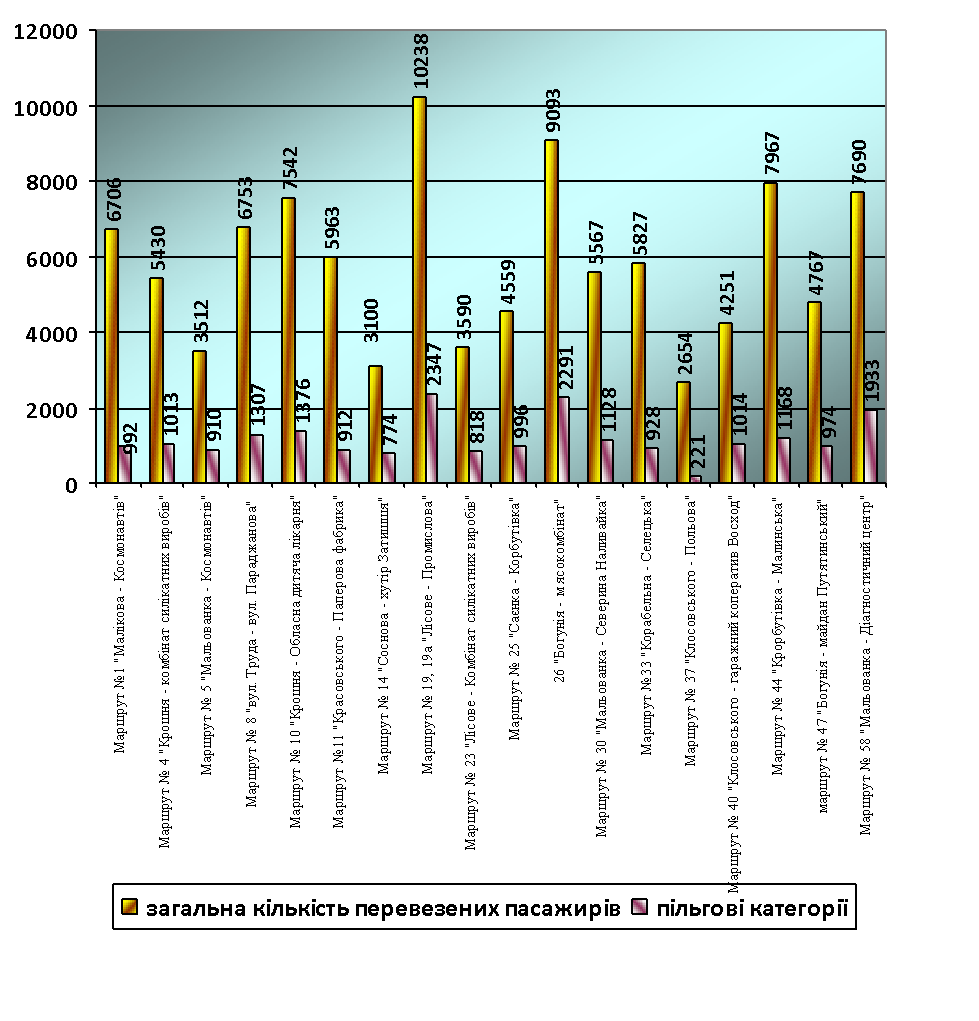 12000
10000
8000
6000
4000
2000
0
6706
992
5430
1013
3512
910
6753
1307
7542
1376
5963
912
3100
774
10238
2347
3590
818
4559
996
9093
2291
5567
1128
5827
928
2654
221
4251
1014
7967
1168
4767
974
7690
1933
Маршрут №1 "Малікова - Космонавтів"
Маршрут № 4 "Крошня - комбінат силікатних виробів"
Маршрут № 5 "Мальованка - Космонавтів"
Маршрут № 8 "вул. Труда - вул. Параджанова"
Маршрут № 10 "Крошня - Обласна дитяча лікарня"
Маршрут №11 "Красовського - Паперова фабрика"
Маршрут № 14 "Соснова - хутір Затишшя"
Маршрут № 19, 19а "Лісове - Промислова"
Маршрут № 23 "Лісове - Комбінат силікатних виробів"
Маршрут № 25 "Саєнка - Корбутівка"
26 "Богунія - м'ясокомбінат"
Маршрут № 30 "Мальованка - Северина Наливайка"
Маршрут №33 "Корабельна - Селецька"
Маршрут № 37 "Клосовського - Польова"
Маршрут № 40 "Клосовського - гаражний коператив Восход"
Маршрут № 44 "Крорбутівка - Малинська"
маршрут № 47 "Богунія - майдан Путятинський"
Маршрут № 58 "Мальованка - Діагностичний центр"
загальна кількість перевезених пасажирів
пільгові категорії